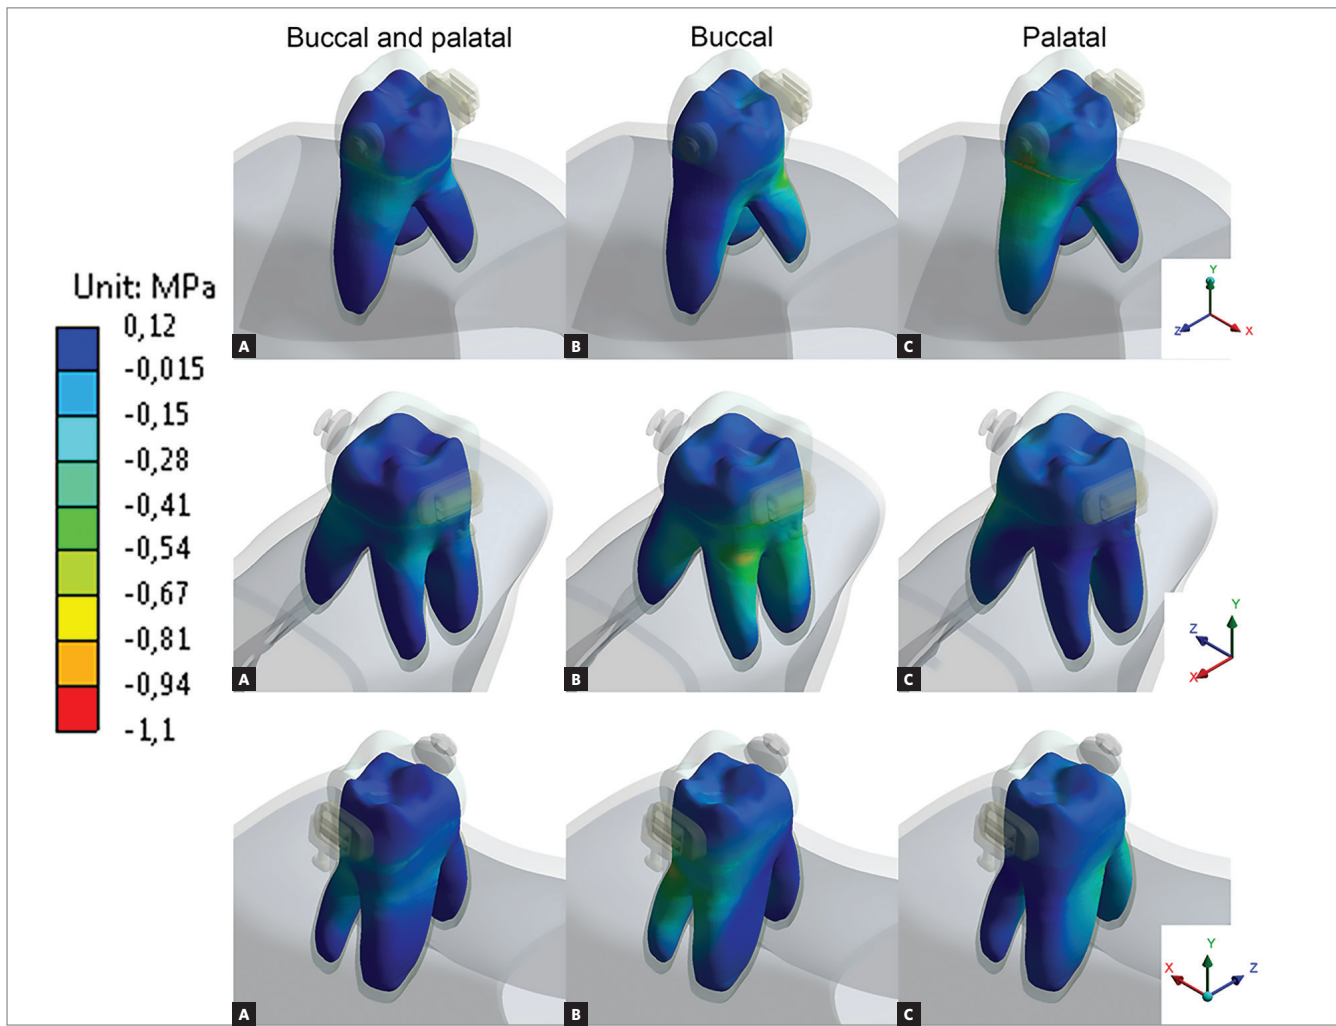 Buccal and palatal
Buccal
Palatal
Unit: MPa
0,12
-0,015
-0,15
-0,28
-0,41
-0,54
-0,67
-0,81
-0,94
-1,1
A
B
C
Y
Z
X
A
B
C
Y
Z
X
A
B
C
Y
X
Z